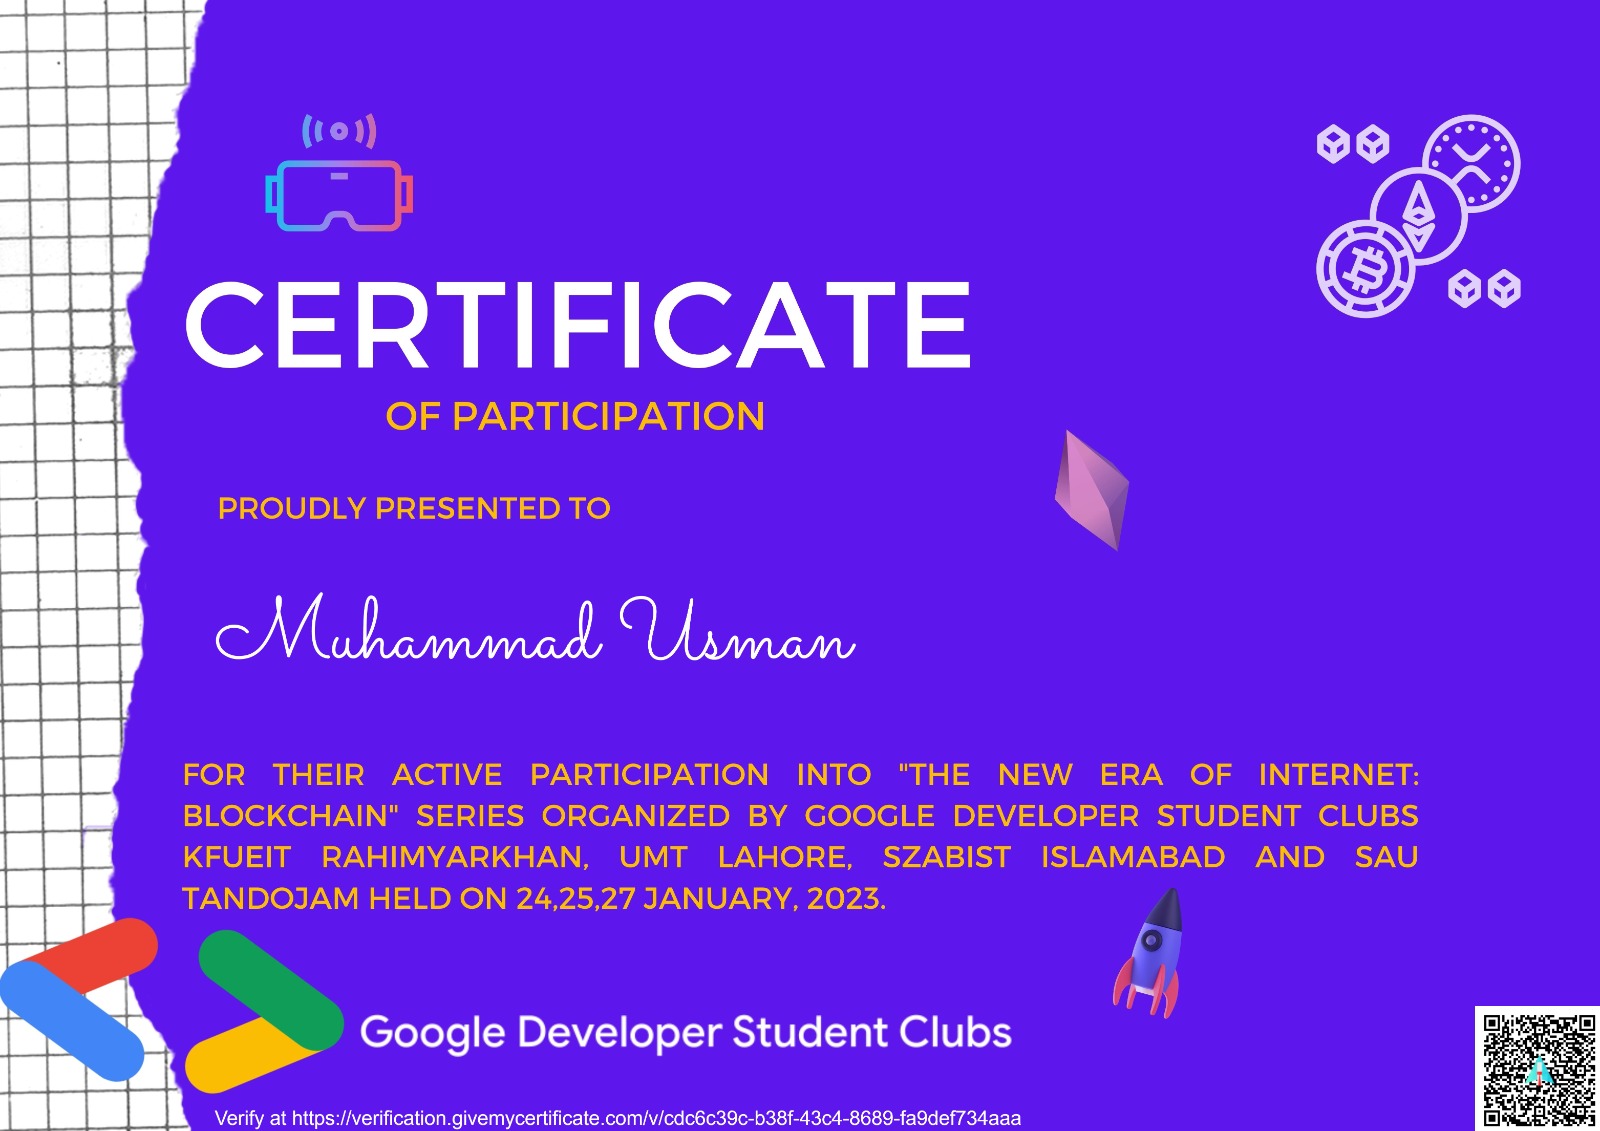 CERTIFICATE
OF PARTICIPATION
PROUDLY PRESENTED TO
Muhammad Usman
FOR THEIR ACTIVE PARTICIPATION INTO "THE NEW ERA OF INTERNET:
BLOCKCHAIN" SERIES ORGANIZED BY GOOGLE DEVELOPER STUDENT CLUBS
KFUEIT RAHIMYARKHAN, UMT LAHORE, SZABIST ISLAMABAD AND SAU
TANDOJAM HELD ON 24,25,27 JANUARY, 2023.
Google Developer Student Clubs
Verify at https://verification.givemycertificate.com/v/cdc6c39c-b38f-43c4-8689-fa9def734aaa